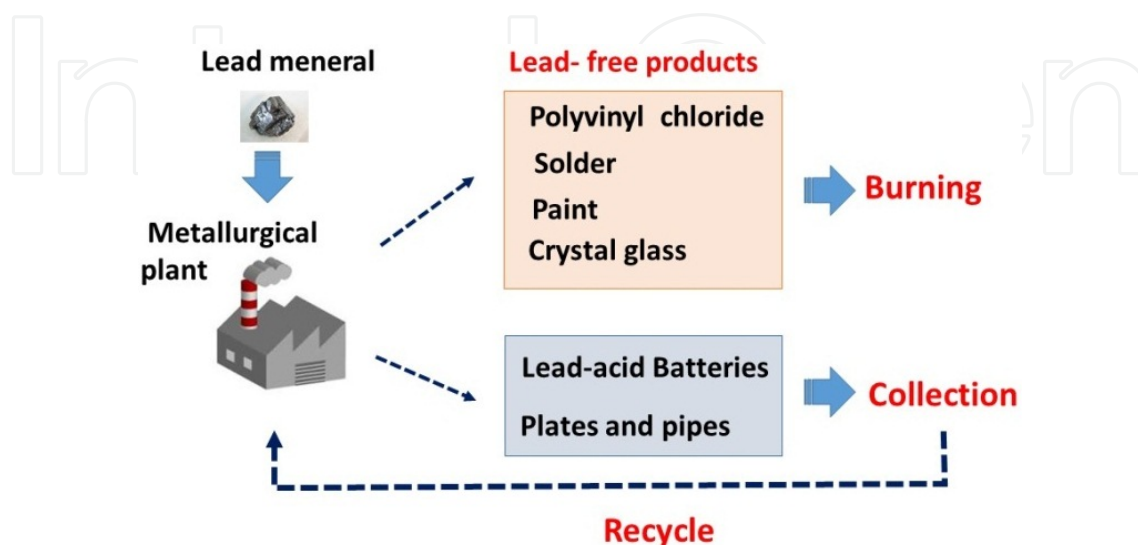 Lead meneral
Metallurgical
plant
Lead- free products
Polyvinyl chloride
Solder
Paint
Crystal glass
Burning
Lead-acid Batteries
Plates and pipes
Collection
Recycle